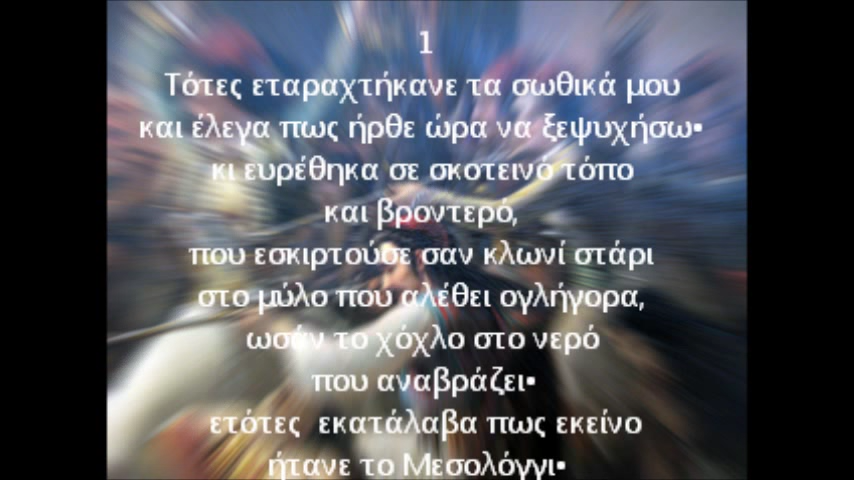 1
Τότες εταραχτήκανε τα σωθικά μου
και έλεγα πως ήρθε ώρα να ξεψυχήσω•
κι ευρέθηκα σε σκοτεινό τόπο
και βροντερό,
που εσκιρτούσε σαν κλωνί στάρι
στο μύλο που αλέθει ογλήγορα,
ωσάν το χόχλο στο νερό
που αναβράζει•
ετότες εκατάλαβα πως εκείνο
ήτανε το Μεσολόγγι•